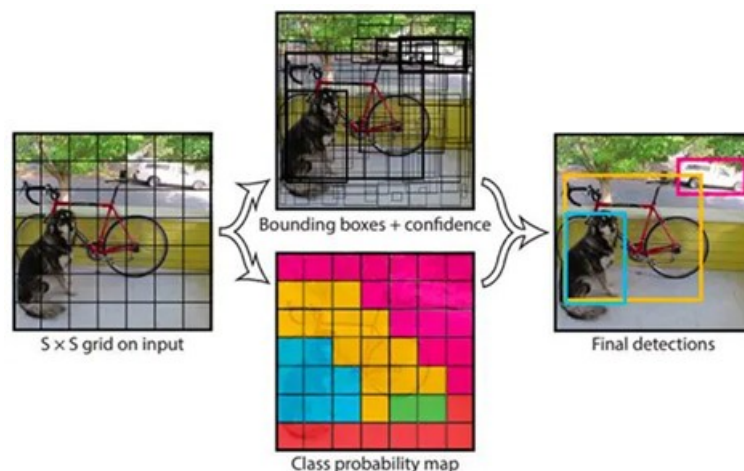 Bounding boxes + confidence
S × S grid on input
Final detections
Class probability map